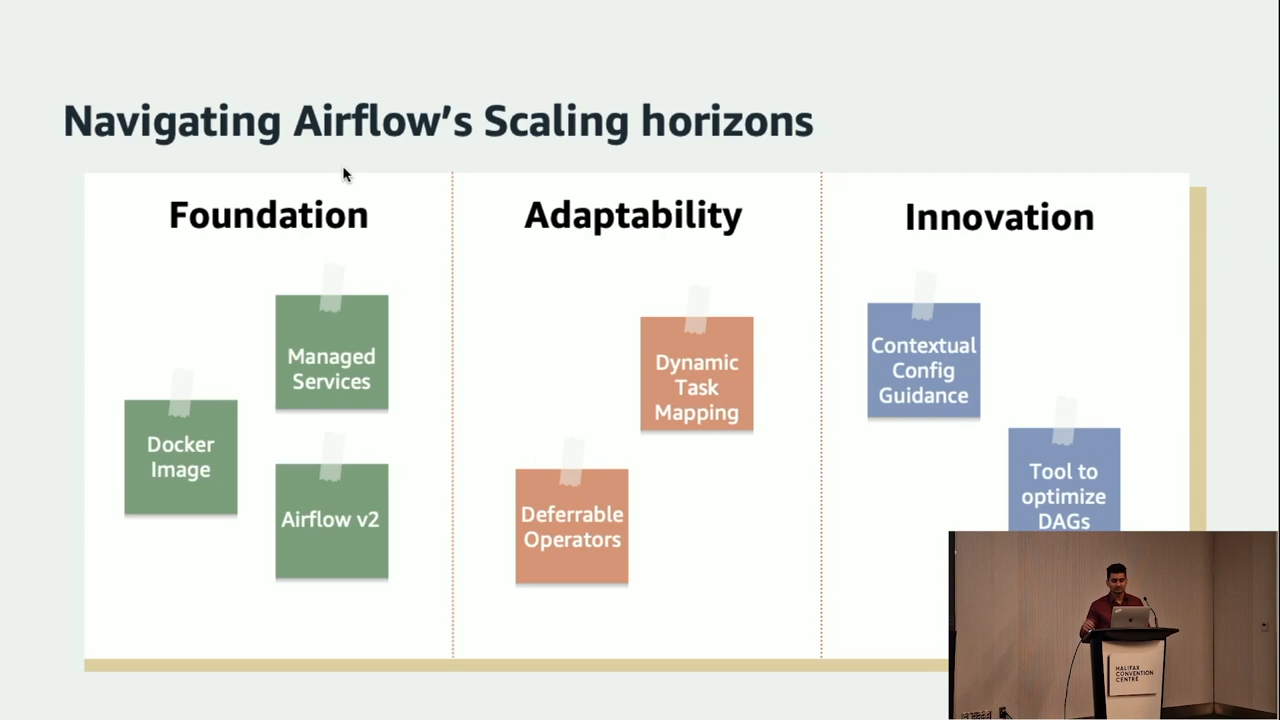 Navigating Airflow's Scaling horizons
Foundation
Managed
Services
Docker
Image
Airflow v2
Adaptability
Dynamic
Task
Mapping
Deferrable
Operators
Innovation
Contextual
Config
Guidance
Tool to
optimize
DAGs
HALIFAX
CONVENTION
CENTRE